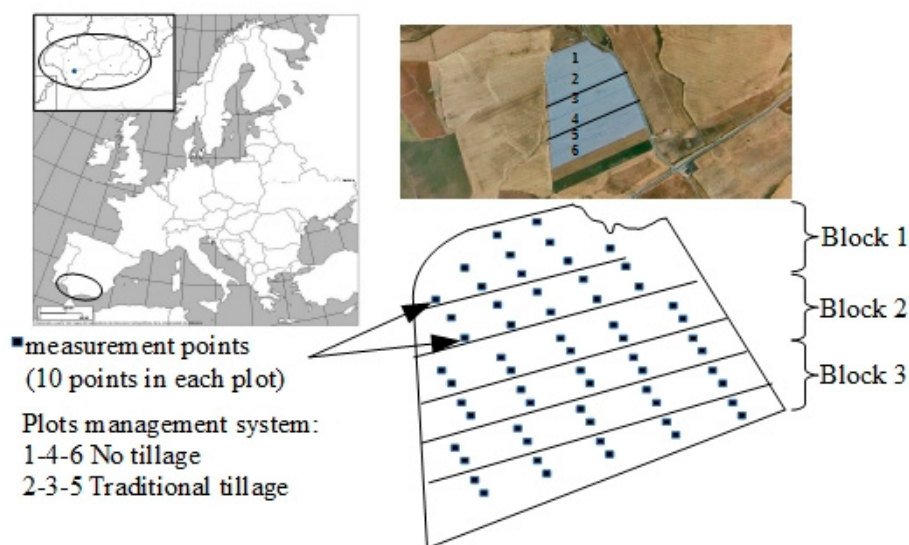 1
2
3
4
5
6
Block 1
Block 2
Block 3
measurement points
(10 points in each plot)
Plots management system:
1-4-6 No tillage
2-3-5 Traditional tillage